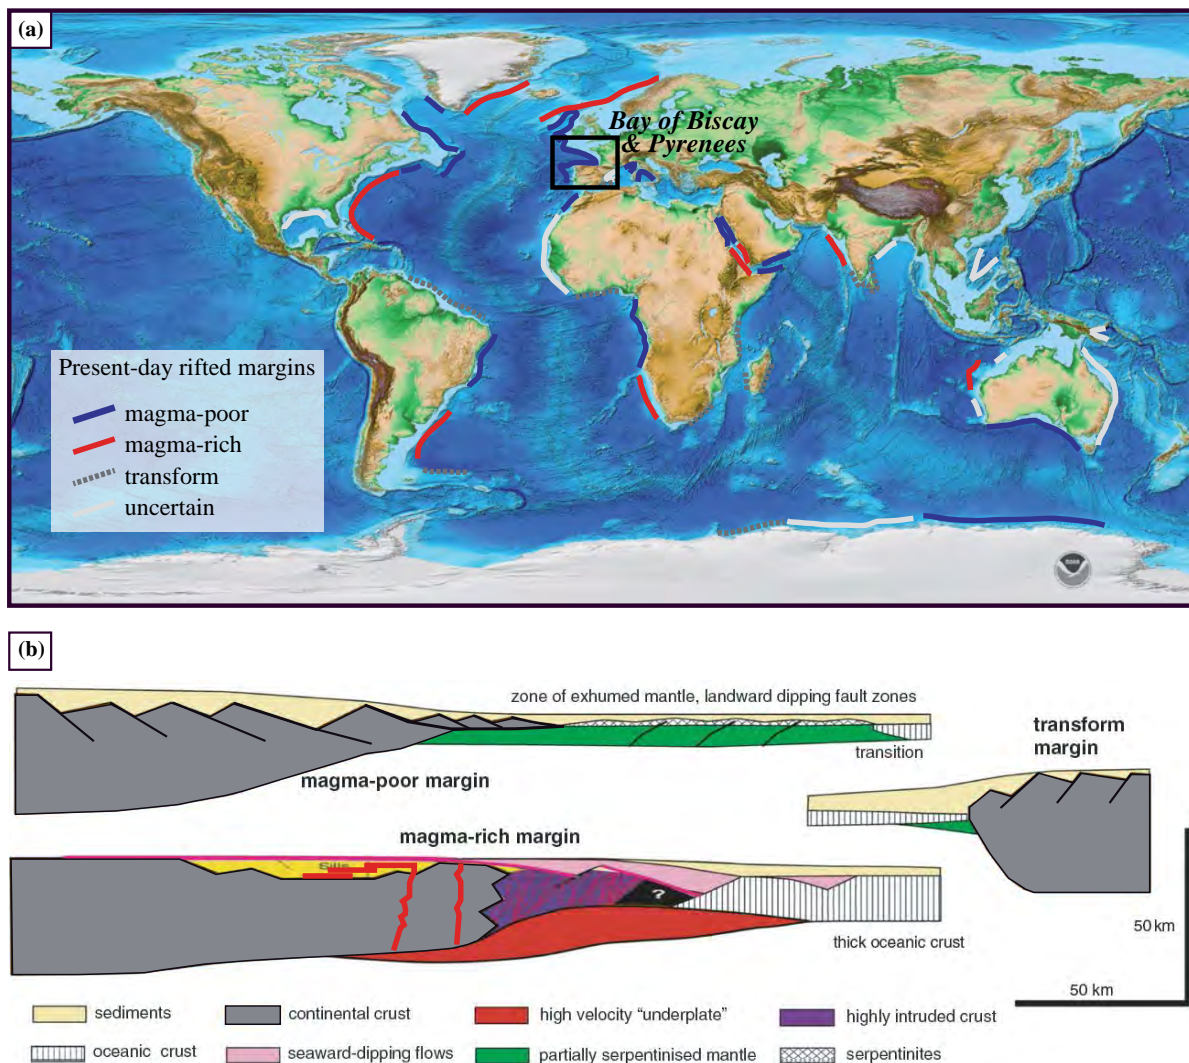 (a)
Bay of Biscay
& Pyrenees
Present-day rifted margins
magma-poor
magma-rich
transform
uncertain
(b)
zone of exhumed mantle, landward dipping fault zones
transition
magma-poor margin
transform
margin
magma-rich margin
Sills
?
thick oceanic crust
50 km
50 km
sediments
continental crust
high velocity “underplate”
highly intruded crust
oceanic crust
seaward-dipping flows
partially serpentinised mantle
serpentinites